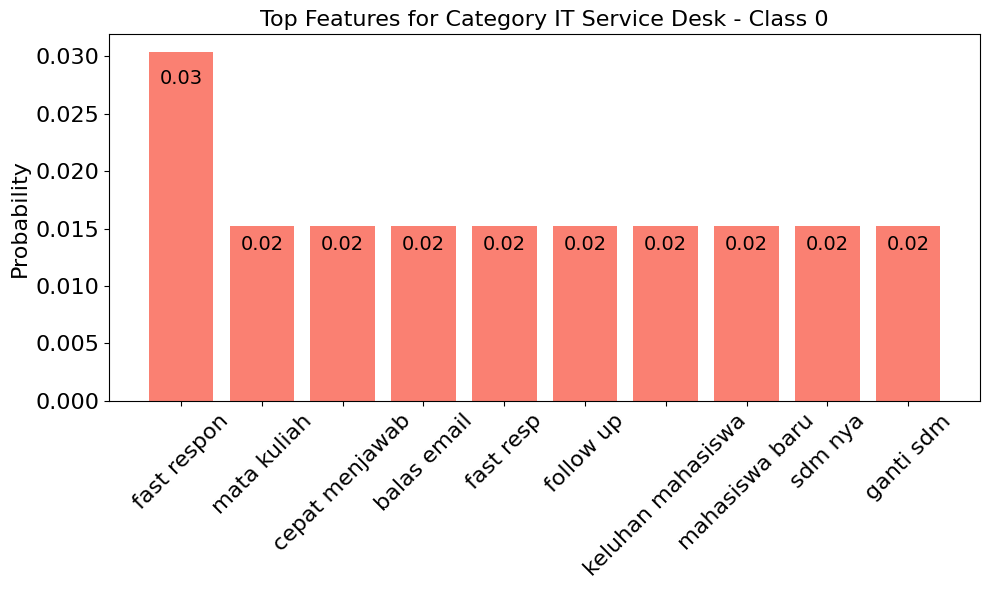 Top Features for Category IT Service Desk - Class 0
Probability
0.030
0.025
0.020
0.015
0.010
0.005
0.000
0.03
0.02
0.02
0.02
0.02
0.02
0.02
0.02
0.02
0.02
fast respon
mata kuliah
cepat menjawab
balas email
fast resp
follow up
keluhan mahasiswa
mahasiswa baru
sdm nya
ganti sdm